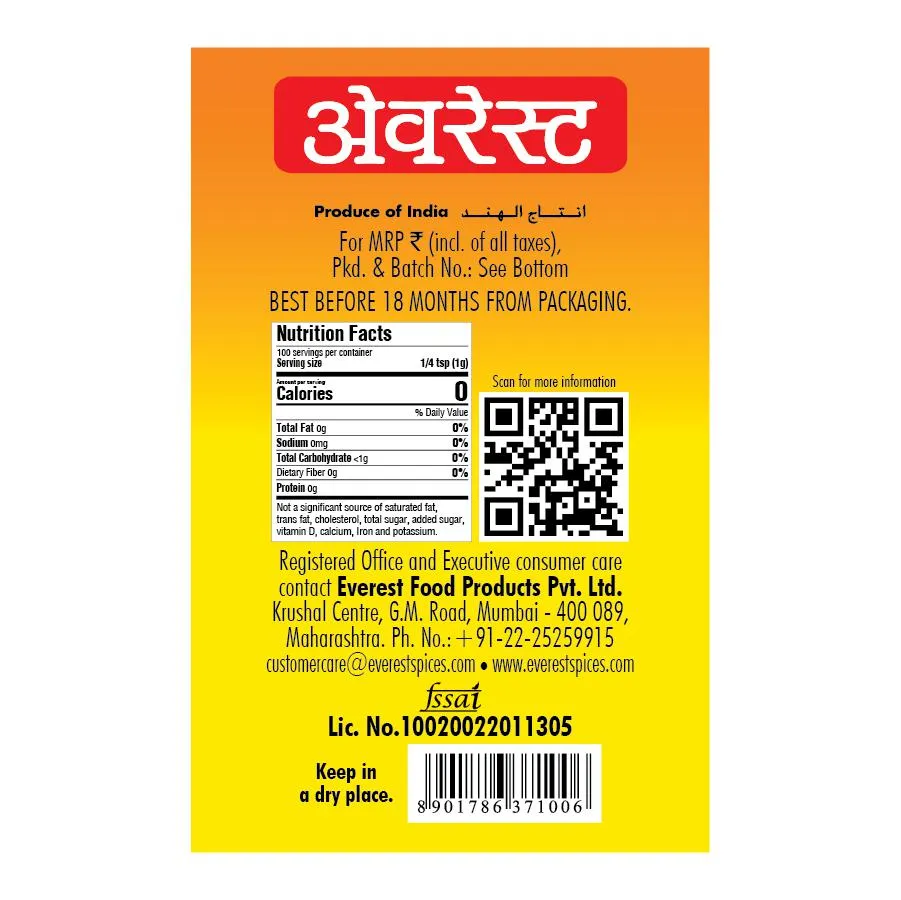 अेवरेस्ट
Produce of India انتاج الهند
For MRP ₹ (incl. of all taxes),
Pkd. & Batch No.: See Bottom
BEST BEFORE 18 MONTHS FROM PACKAGING.
Nutrition Facts
100 servings per container
Serving size 1/4 tsp (1g)
Amount per serving
Calories 0
% Daily Value
Total Fat 0g 0%
Sodium 0mg 0%
Total Carbohydrate <1g 0%
Dietary Fiber 0g 0%
Protein 0g
Not a significant source of saturated fat,
trans fat, cholesterol, total sugar, added sugar,
vitamin D, calcium, Iron and potassium.
Scan for more information
Registered Office and Executive consumer care
contact Everest Food Products Pvt. Ltd.
Krushal Centre, G.M. Road, Mumbai - 400 089,
Maharashtra. Ph. No.: +91-22-25259915
customercare@everestspices.com • www.everestspices.com
fssai
Lic. No.10020022011305
Keep in
a dry place.
8 901786 371006